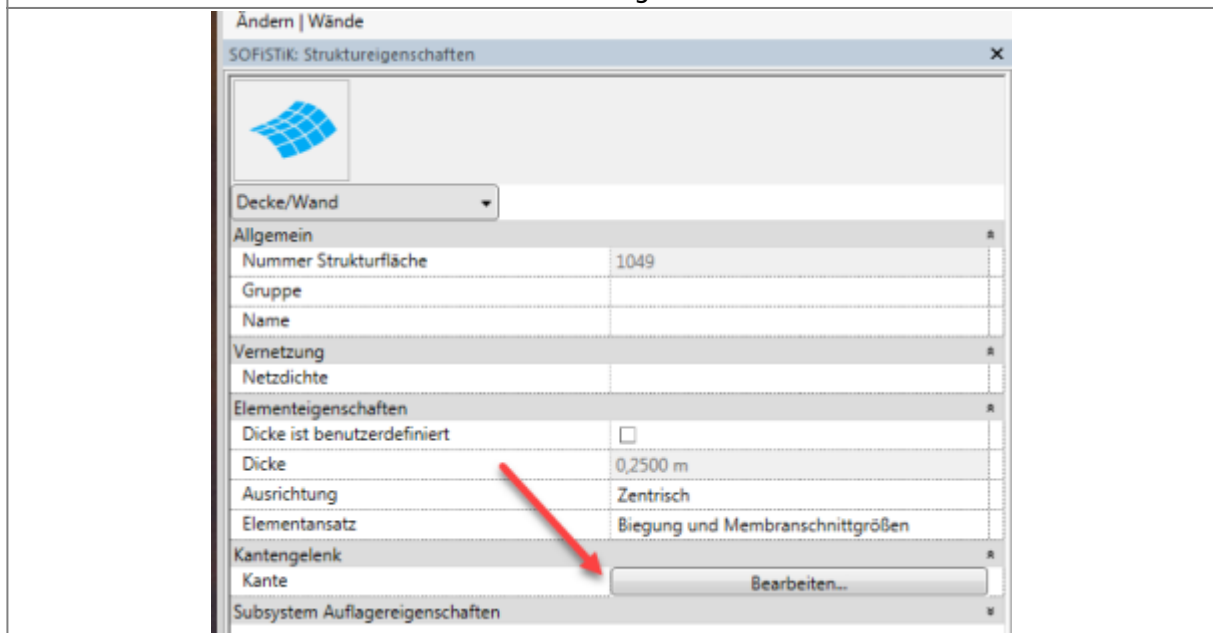 Ändern | Wände
SOFiSTiK: Struktureigenschaften
Decke/Wand
Allgemein
Nummer Strukturfläche 1049
Gruppe
Name
Vernetzung
Netzdichte
Elementeigenschaften
Dicke ist benutzerdefiniert
Dicke 0,2500 m
Ausrichtung Zentrisch
Elementansatz Biegung und Membranschnittgrößen
Kantengelenk
Kante Bearbeiten...
Subsystem Auflagereigenschaften